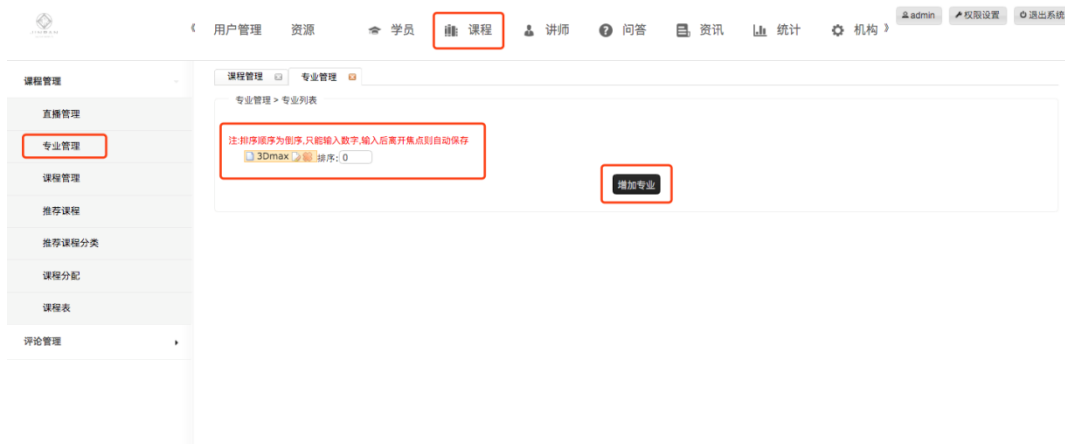 admin 权限设置 退出系统
《 用户管理 资源 学员 课程 讲师 问答 资讯 统计 机构 》
课程管理
直播管理
专业管理
课程管理
推荐课程
推荐课程分类
课程分配
课程表
评论管理
课程管理 专业管理
专业管理 > 专业列表
注:排序顺序为倒序,只能输入数字,输入后离开焦点则自动保存
3Dmax 排序: 0
增加专业